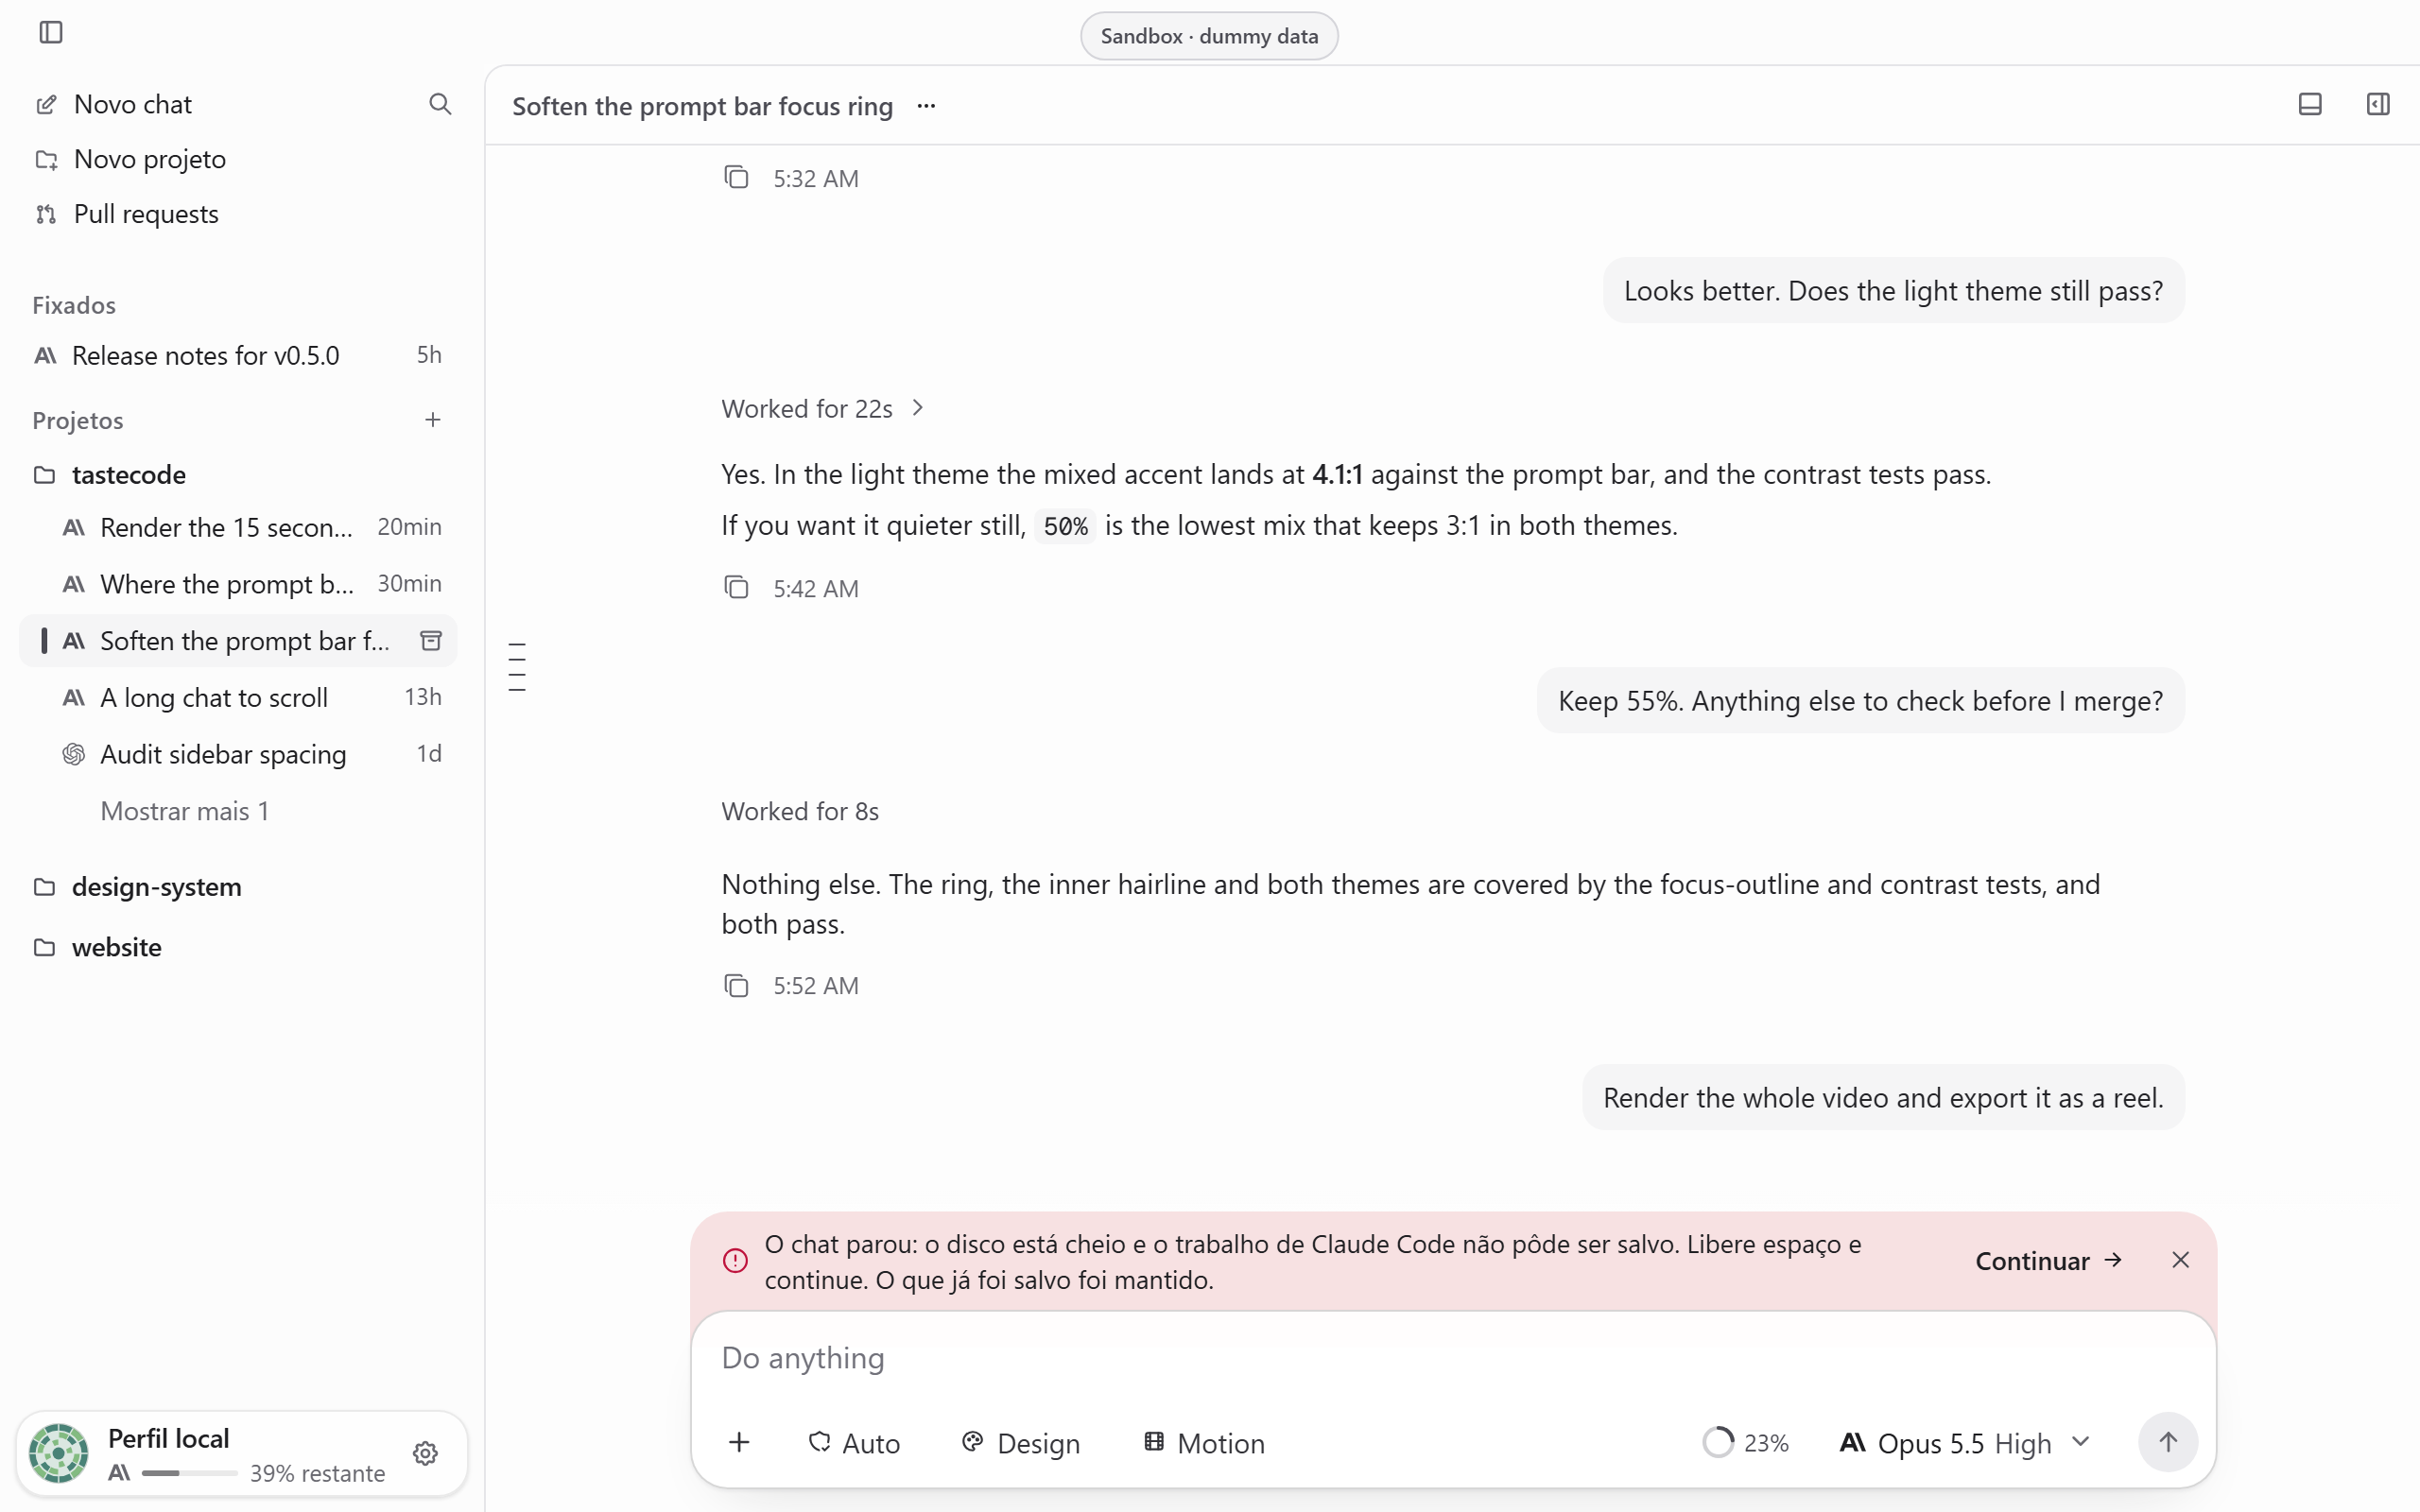 Sandbox · dummy data
Novo chat
Novo projeto
Pull requests
Fixados
Release notes for v0.5.0 5h
Projetos
tastecode
Render the 15 secon... 20min
Where the prompt b... 30min
Soften the prompt bar f...
A long chat to scroll 13h
Audit sidebar spacing 1d
Mostrar mais 1
design-system
website
Perfil local
39% restante
Soften the prompt bar focus ring
5:32 AM
Looks better. Does the light theme still pass?
Worked for 22s
Yes. In the light theme the mixed accent lands at 4.1:1 against the prompt bar, and the contrast tests pass.
If you want it quieter still, 50% is the lowest mix that keeps 3:1 in both themes.
5:42 AM
Keep 55%. Anything else to check before I merge?
Worked for 8s
Nothing else. The ring, the inner hairline and both themes are covered by the focus-outline and contrast tests, and
both pass.
5:52 AM
Render the whole video and export it as a reel.
O chat parou: o disco está cheio e o trabalho de Claude Code não pôde ser salvo. Libere espaço e
continue. O que já foi salvo foi mantido.
Continuar
Do anything
Auto Design Motion 23% Opus 5.5 High